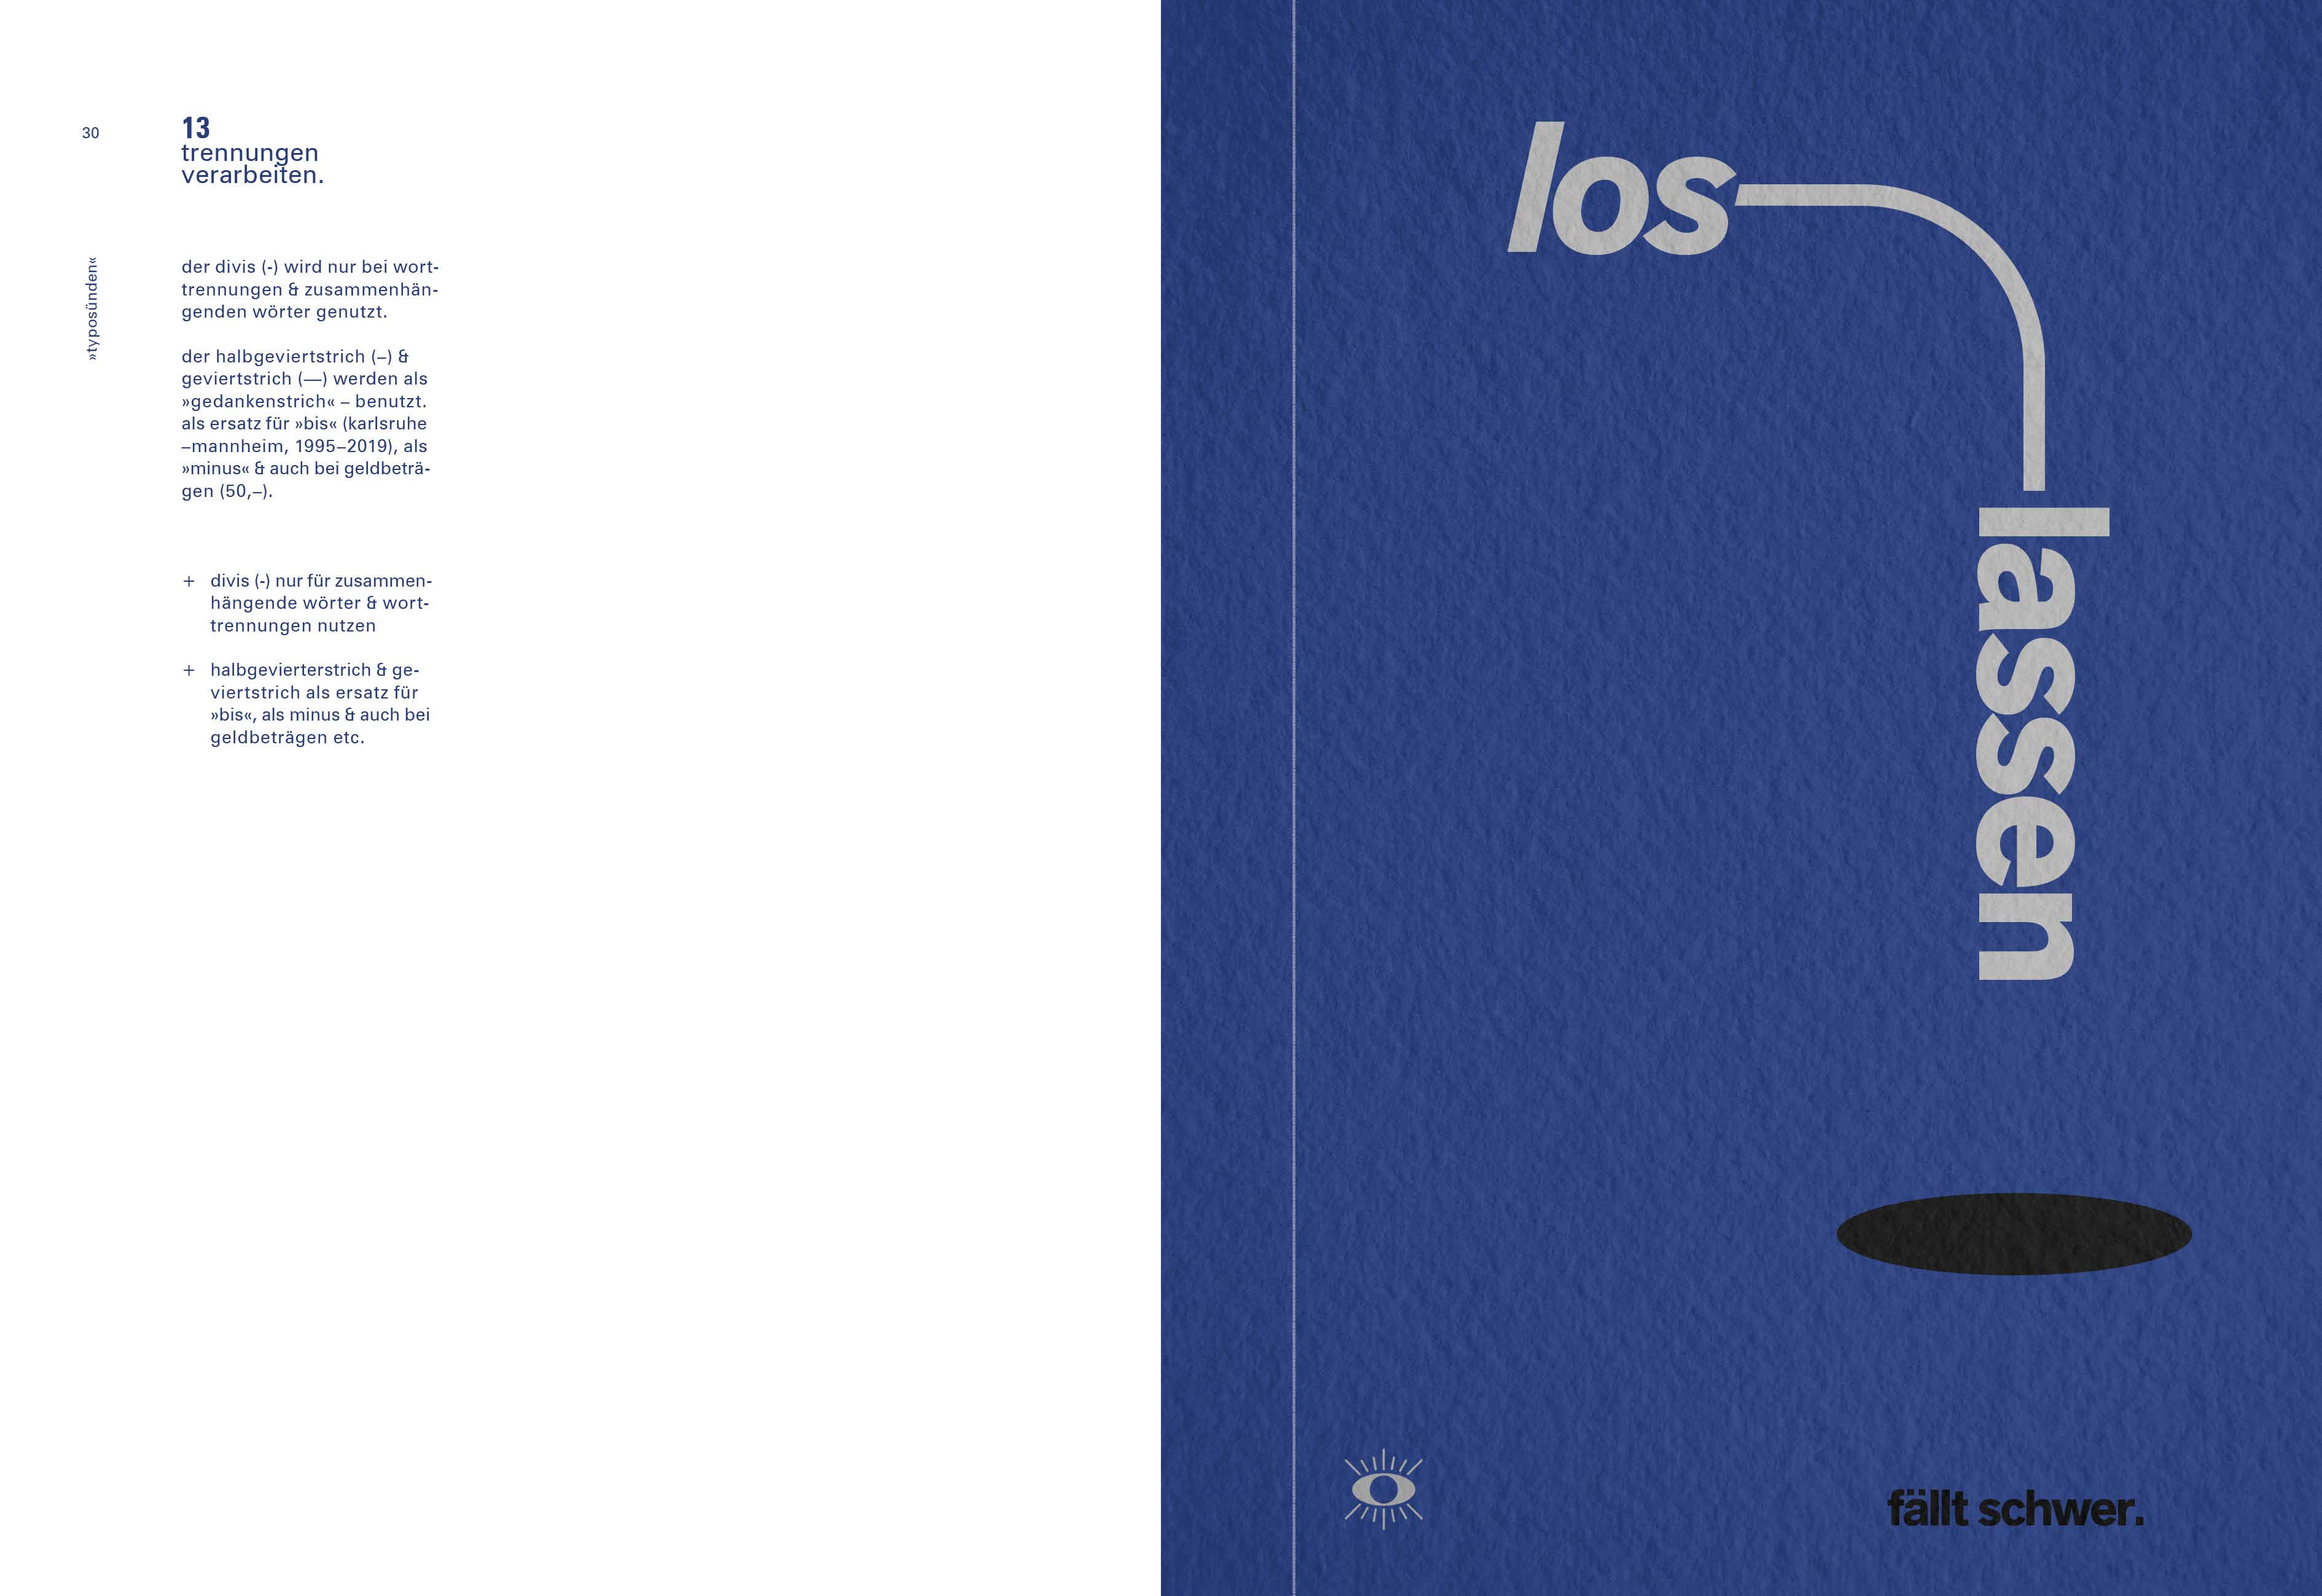 30
13
trennungen
verarbeiten.
»typosünden«
der divis (-) wird nur bei wort-
trennungen & zusammenhän-
genden wörter genutzt.
der halbgeviertstrich (–) &
geviertstrich (—) werden als
»gedankenstrich« – benutzt.
als ersatz für »bis« (karlsruhe
–mannheim, 1995–2019), als
»minus« & auch bei geldbeträ-
gen (50,–).
+ divis (-) nur für zusammen-
hängende wörter & wort-
trennungen nutzen
+ halbgevierterstrich & ge-
viertstrich als ersatz für
»bis«, als minus & auch bei
geldbeträgen etc.
los-
lassen
fällt schwer.